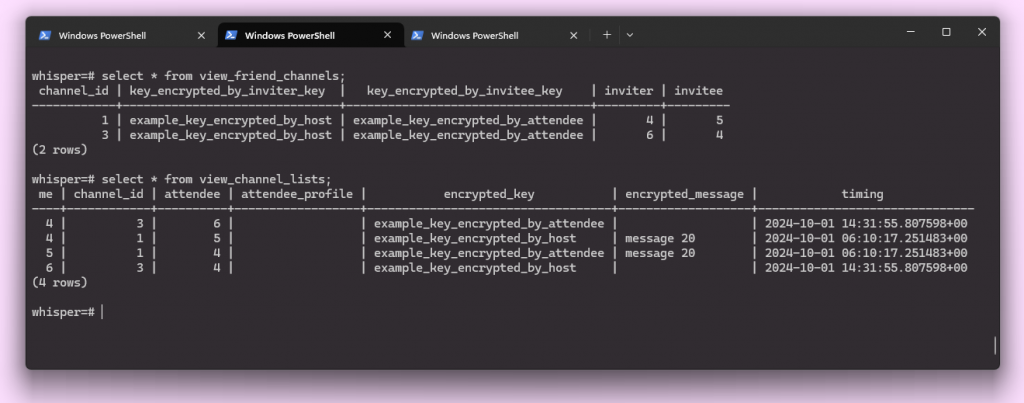 Windows PowerShell Windows PowerShell Windows PowerShell
whisper=# select * from view_friend_channels;
 channel_id | key_encrypted_by_inviter_key  |   key_encrypted_by_invitee_key    | inviter | invitee
------------+-------------------------------+-----------------------------------+---------+---------
          1 | example_key_encrypted_by_host | example_key_encrypted_by_attendee |       4 |       5
          3 | example_key_encrypted_by_host | example_key_encrypted_by_attendee |       6 |       4
(2 rows)
whisper=# select * from view_channel_lists;
 me | channel_id | attendee | attendee_profile |           encrypted_key           | encrypted_message |            timing
----+------------+----------+------------------+-----------------------------------+-------------------+-------------------------------
  4 |          3 |        6 |                  | example_key_encrypted_by_attendee |                   | 2024-10-01 14:31:55.807598+00
  4 |          1 |        5 |                  | example_key_encrypted_by_host     | message 20        | 2024-10-01 06:10:17.251483+00
  5 |          1 |        4 |                  | example_key_encrypted_by_attendee | message 20        | 2024-10-01 06:10:17.251483+00
  6 |          3 |        4 |                  | example_key_encrypted_by_host     |                   | 2024-10-01 14:31:55.807598+00
(4 rows)
whisper=#